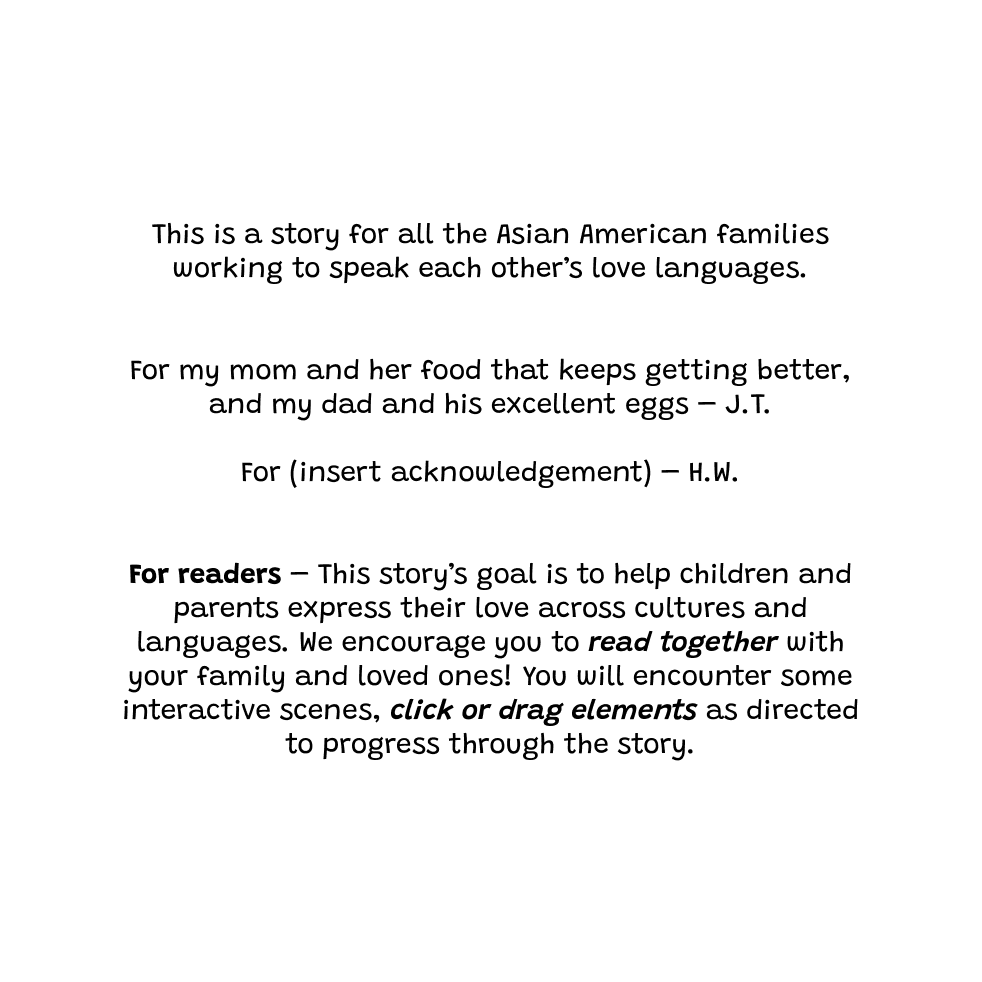 This is a story for all the Asian American families
working to speak each other’s love languages.
For my mom and her food that keeps getting better,
and my dad and his excellent eggs – J.T.
For (insert acknowledgement) – H.W.
For readers – This story’s goal is to help children and
parents express their love across cultures and
languages. We encourage you to read together with
your family and loved ones! You will encounter some
interactive scenes, click or drag elements as directed
to progress through the story.